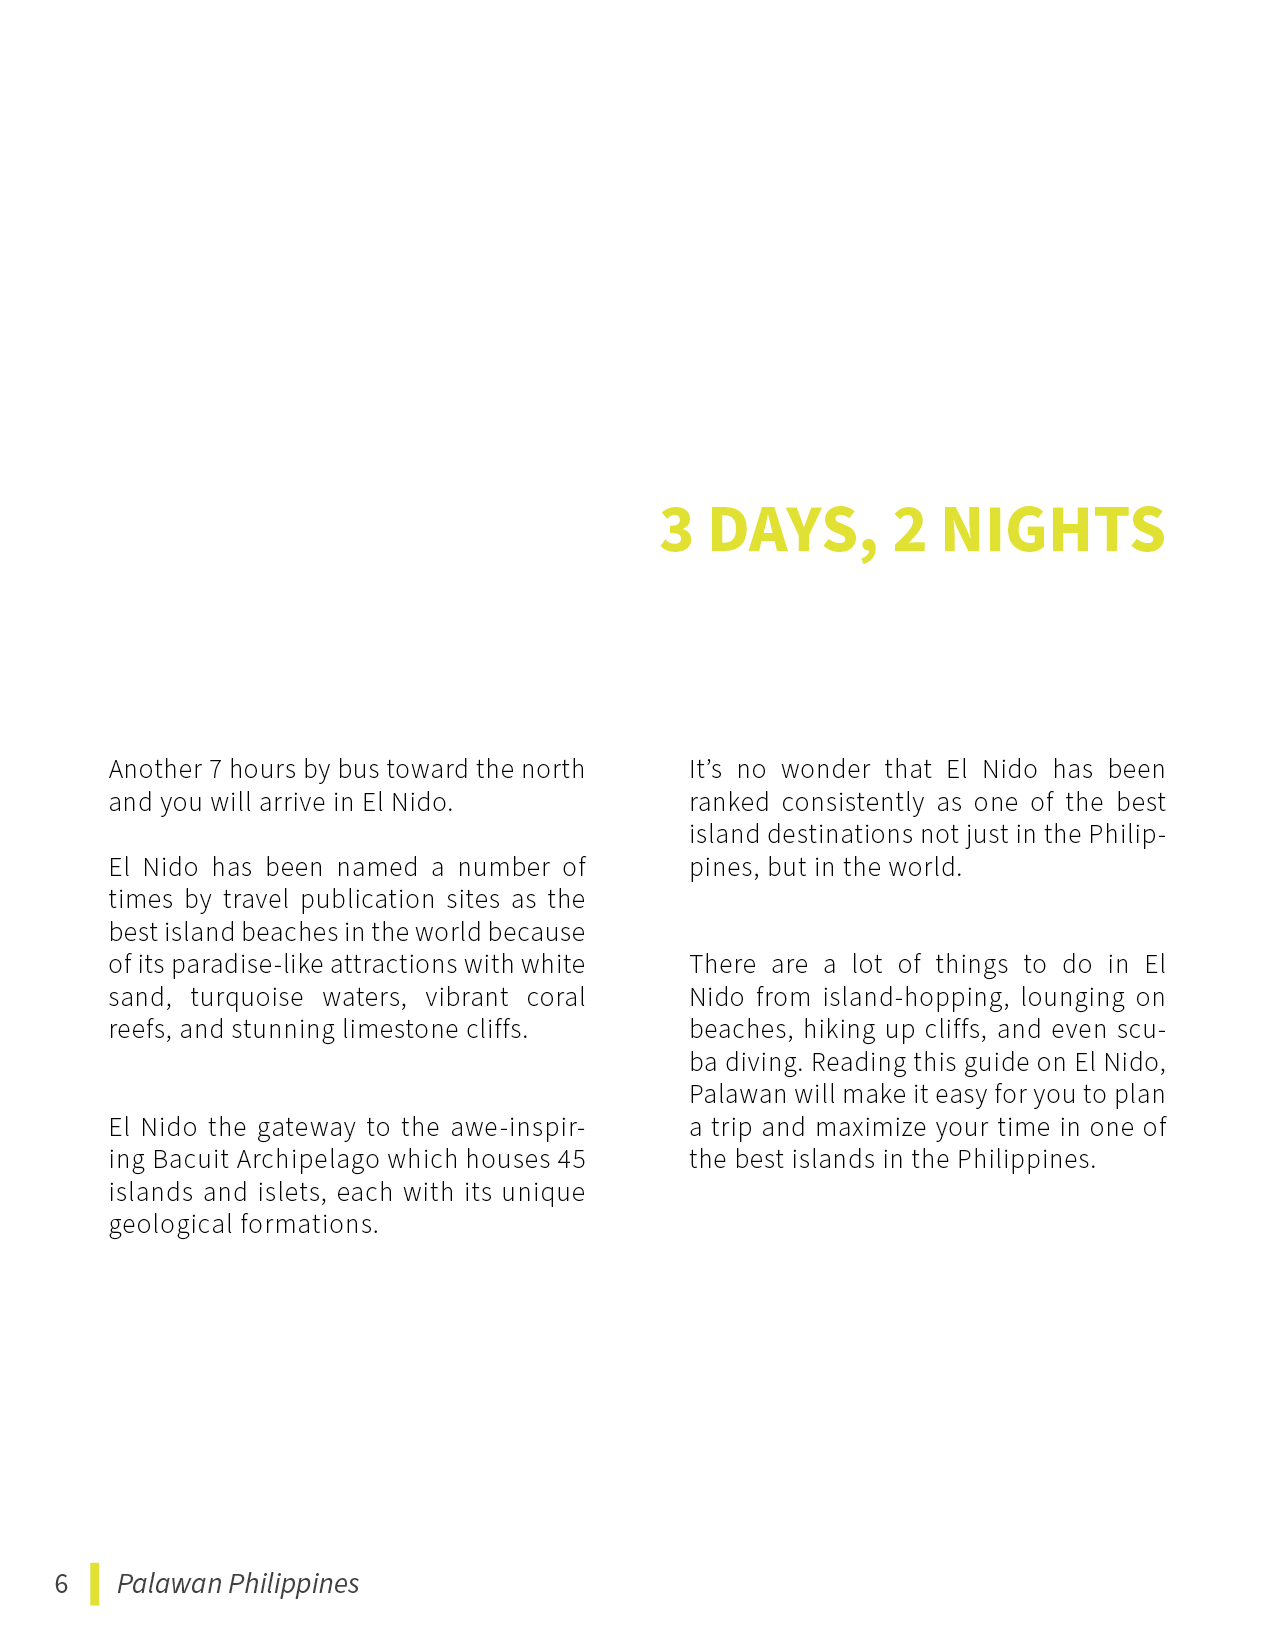 3 DAYS, 2 NIGHTS
Another 7 hours by bus toward the north
and you will arrive in El Nido.
El Nido has been named a number of
times by travel publication sites as the
best island beaches in the world because
of its paradise-like attractions with white
sand, turquoise waters, vibrant coral
reefs, and stunning limestone cliffs.
El Nido the gateway to the awe-inspir-
ing Bacuit Archipelago which houses 45
islands and islets, each with its unique
geological formations.
It’s no wonder that El Nido has been
ranked consistently as one of the best
island destinations not just in the Philip-
pines, but in the world.
There are a lot of things to do in El
Nido from island-hopping, lounging on
beaches, hiking up cliffs, and even scu-
ba diving. Reading this guide on El Nido,
Palawan will make it easy for you to plan
a trip and maximize your time in one of
the best islands in the Philippines.
6 Palawan Philippines